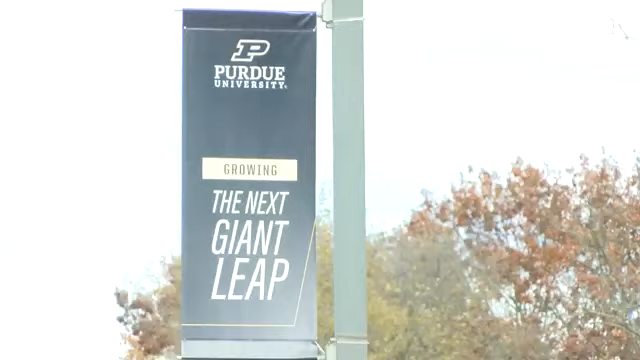 P
PURDUE
UNIVERSITY®
GROWING
THE NEXT
GIANT
LEAP